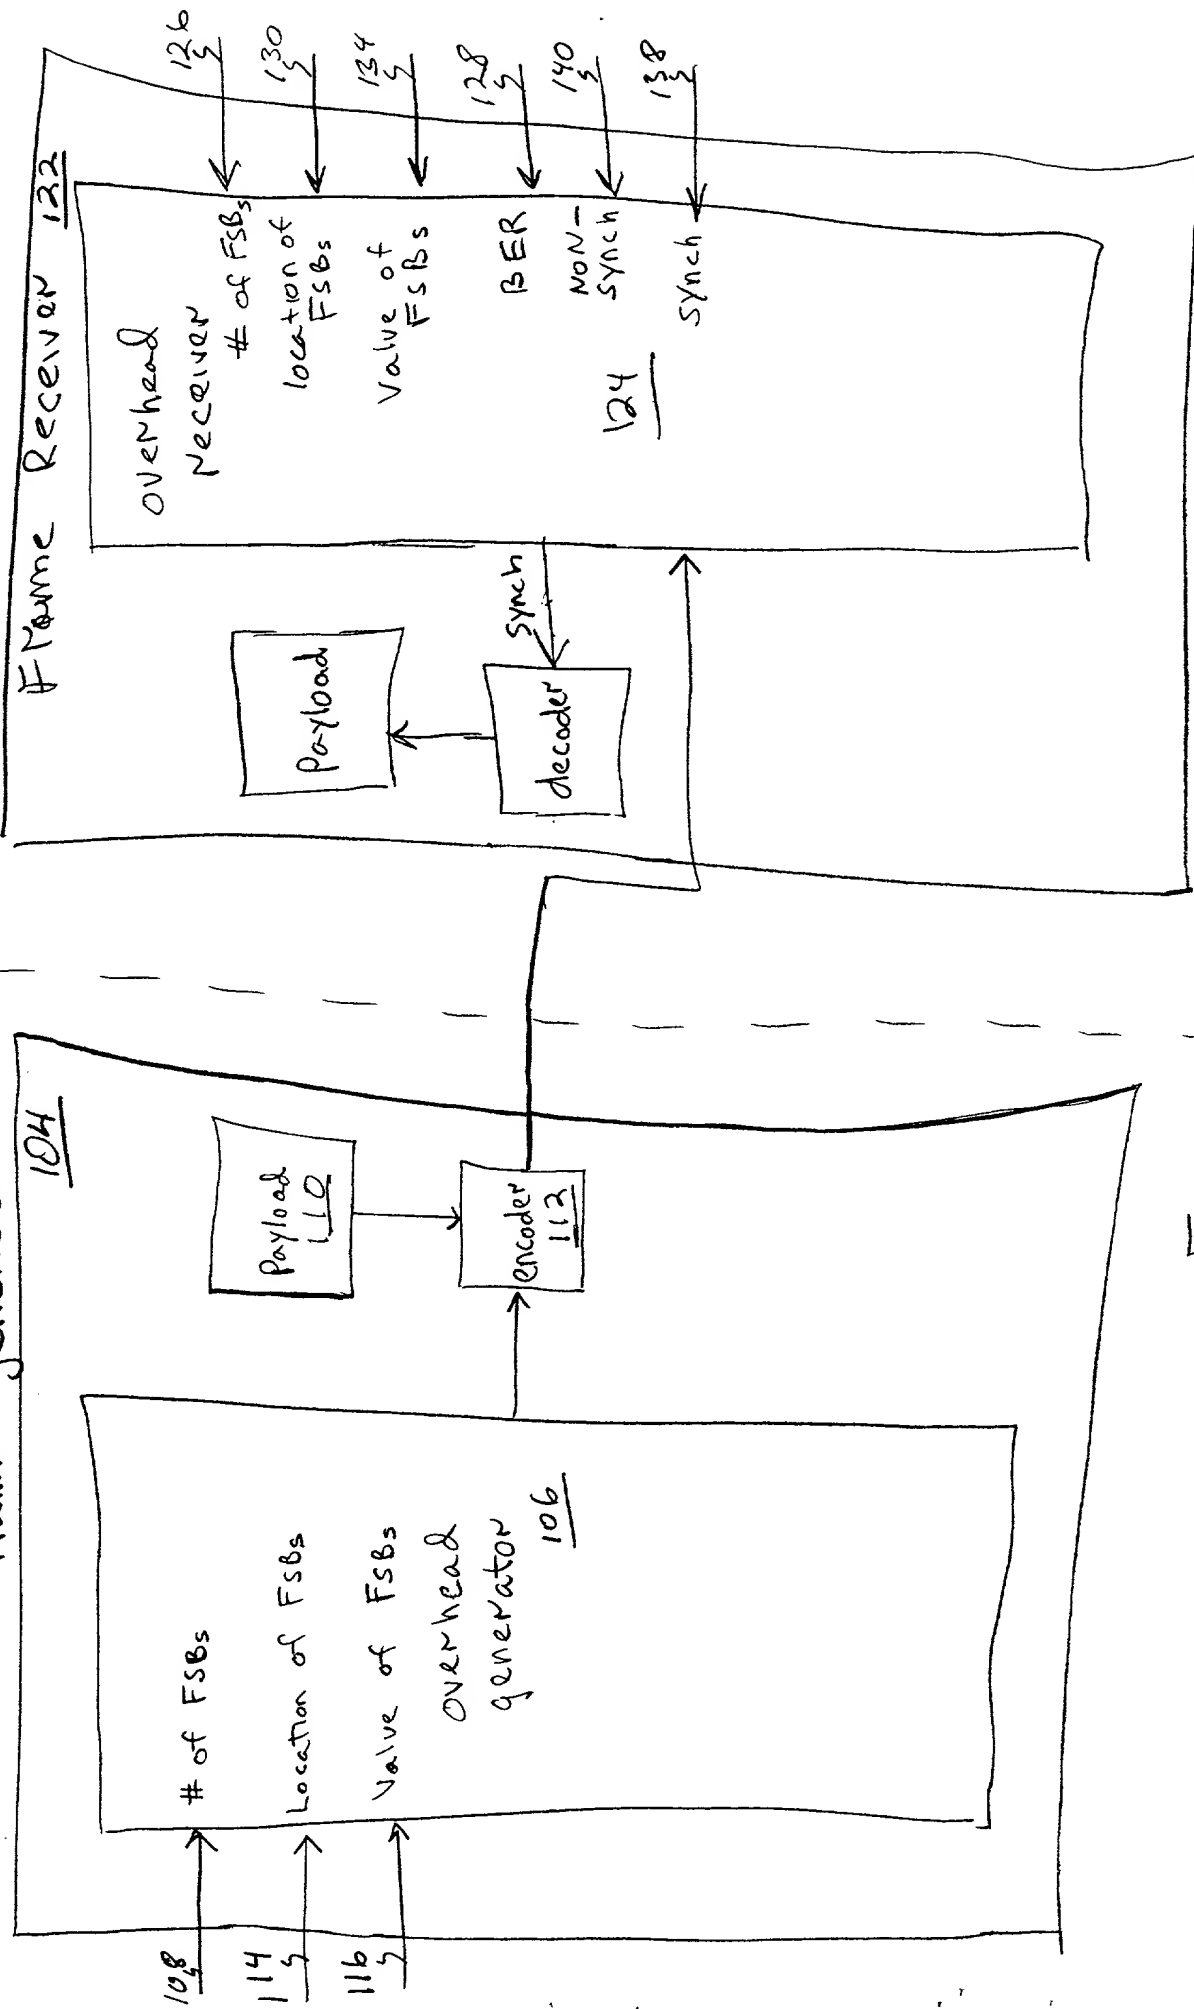 104
108
# of FSBs
114
Location of FSBs
116
Value of FSBs
overhead
generator
106
Payload
110
encoder
112
Frame Receiver 122
overhead
receiver
# of FSBs
126
location of
FSBs
130
Value of
FSBs
134
BER
128
NON-
synch
140
synch
138
124
Payload
synch
decoder